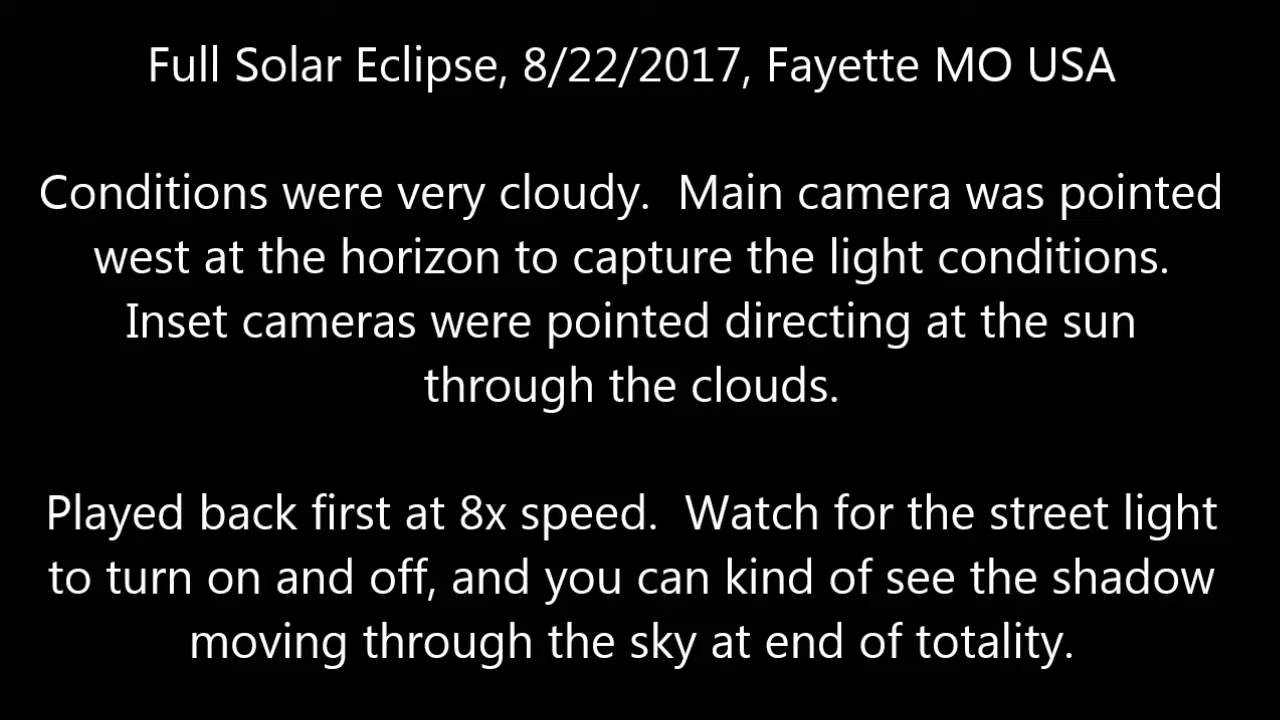 Full Solar Eclipse, 8/22/2017, Fayette MO USA
Conditions were very cloudy.  Main camera was pointed
west at the horizon to capture the light conditions.
Inset cameras were pointed directing at the sun
through the clouds.
Played back first at 8x speed.  Watch for the street light
to turn on and off, and you can kind of see the shadow
moving through the sky at end of totality.